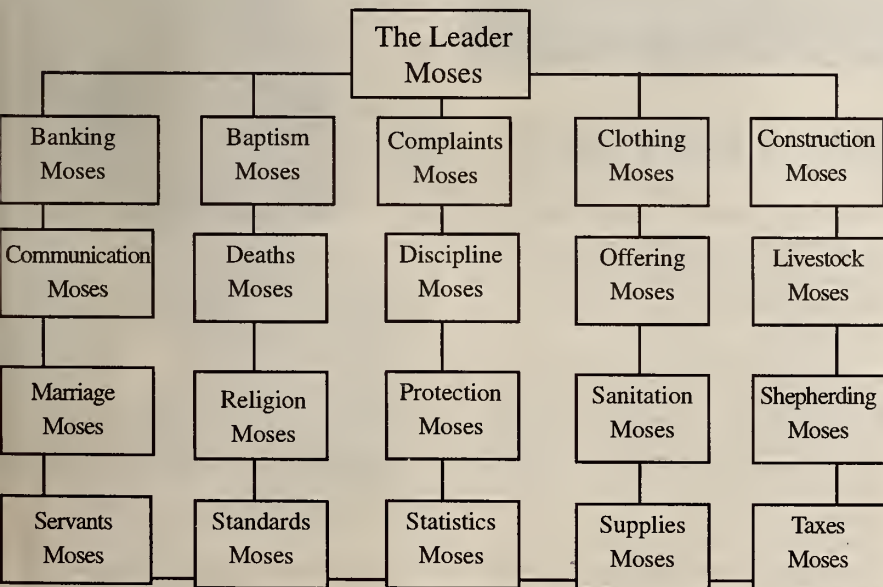 The Leader
Moses
Banking
Moses
Baptism
Moses
Complaints
Moses
Clothing
Moses
Construction
Moses
Communication
Moses
Deaths
Moses
Discipline
Moses
Offering
Moses
Livestock
Moses
Marriage
Moses
Religion
Moses
Protection
Moses
Sanitation
Moses
Shepherding
Moses
Servants
Moses
Standards
Moses
Statistics
Moses
Supplies
Moses
Taxes
Moses